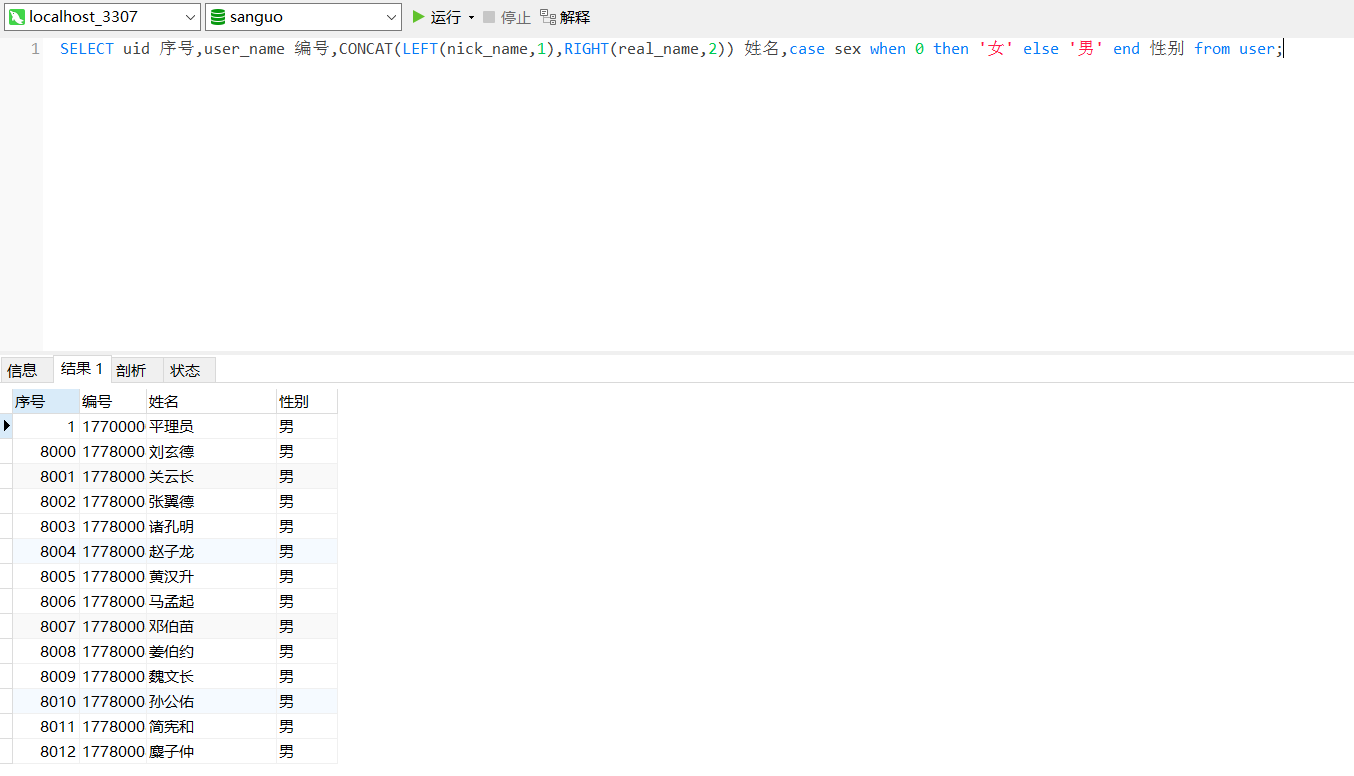 localhost_3307 sanguo 运行 停止 解释
1 SELECT uid 序号,user_name 编号,CONCAT(LEFT(nick_name,1),RIGHT(real_name,2)) 姓名,case sex when 0 then '女' else '男' end 性别 from user;
信息 结果 1 剖析 状态
序号 编号 姓名 性别
1 1770000 平理员 男
8000 1778000 刘玄德 男
8001 1778000 关云长 男
8002 1778000 张翼德 男
8003 1778000 诸孔明 男
8004 1778000 赵子龙 男
8005 1778000 黄汉升 男
8006 1778000 马孟起 男
8007 1778000 邓伯苗 男
8008 1778000 姜伯约 男
8009 1778000 魏文长 男
8010 1778000 孙公佑 男
8011 1778000 简宪和 男
8012 1778000 麋子仲 男